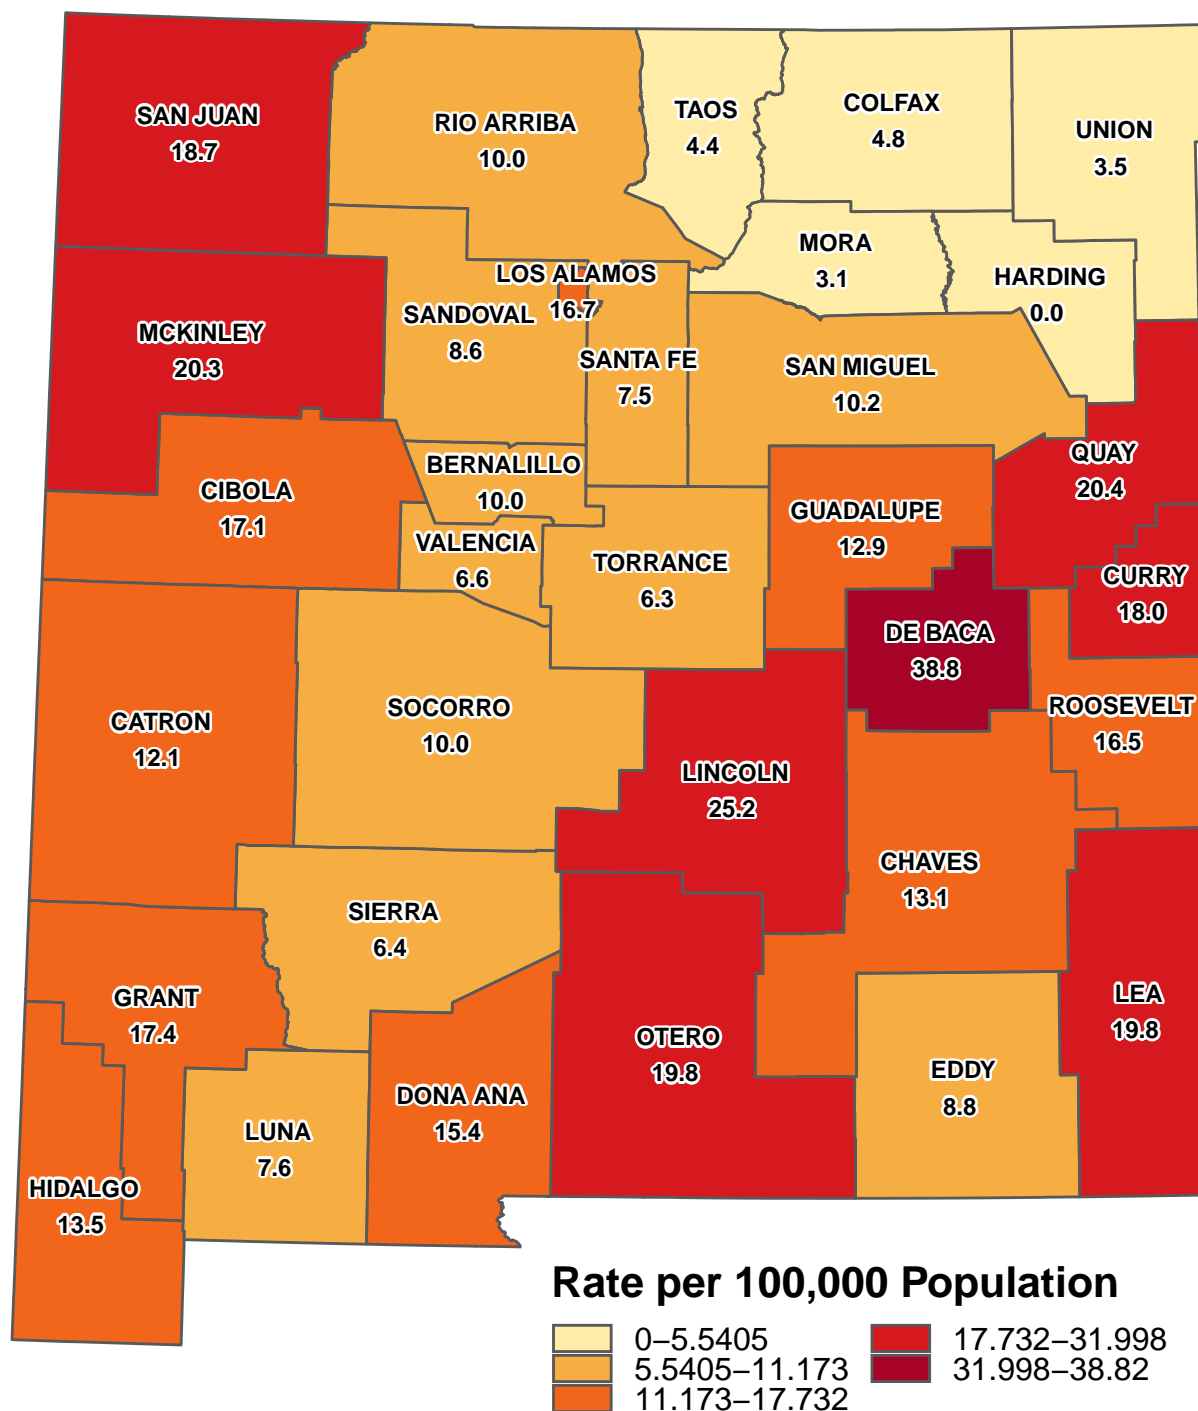 SAN JUAN
18.7
RIO ARRIBA
10.0
TAOS
4.4
COLFAX
4.8
UNION
3.5
MORA
3.1
HARDING
0.0
LOS ALAMOS
16.7
SANDOVAL
8.6
SANTA FE
7.5
SAN MIGUEL
10.2
MCKINLEY
20.3
CIBOLA
17.1
BERNALILLO
10.0
VALENCIA
6.6
TORRANCE
6.3
GUADALUPE
12.9
QUAY
20.4
CURRY
18.0
DE BACA
38.8
ROOSEVELT
16.5
CATRON
12.1
SOCORRO
10.0
LINCOLN
25.2
CHAVES
13.1
SIERRA
6.4
GRANT
17.4
OTERO
19.8
LEA
19.8
EDDY
8.8
DONA ANA
15.4
LUNA
7.6
HIDALGO
13.5
Rate per 100,000 Population
0–5.5405
5.5405–11.173
11.173–17.732
17.732–31.998
31.998–38.82